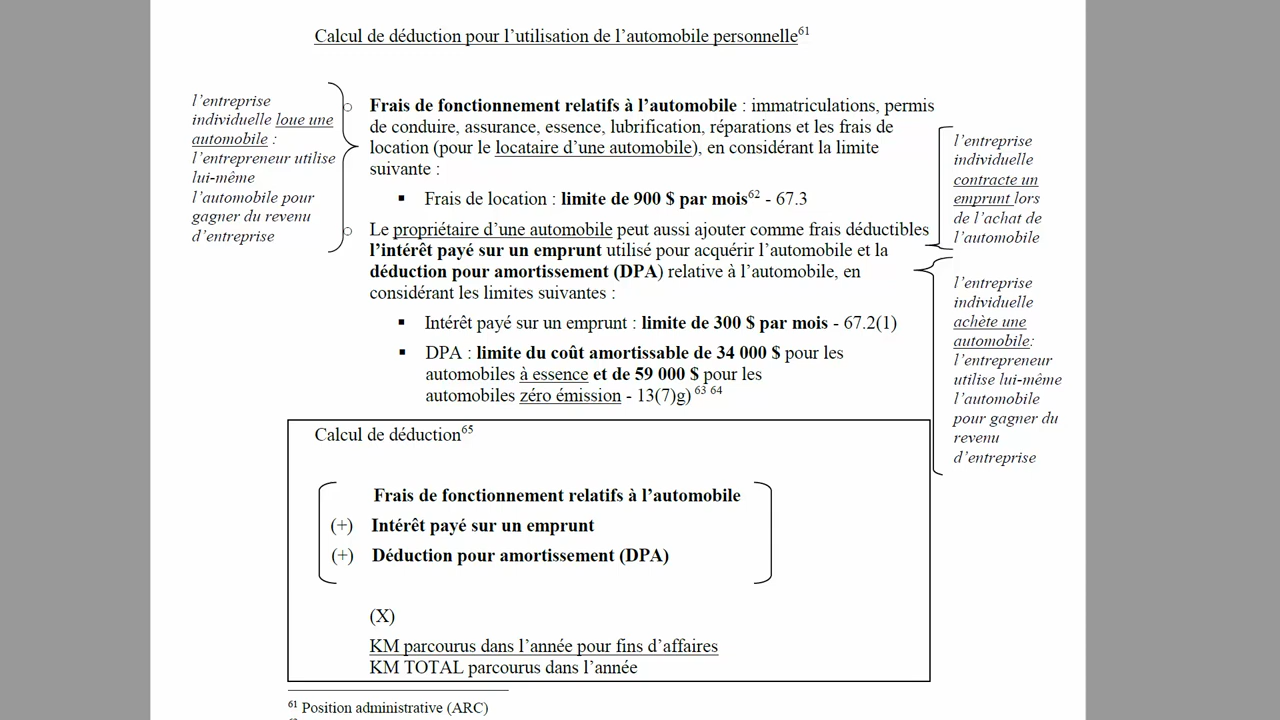 Calcul de déduction pour l’utilisation de l’automobile personnelle61
l’entreprise
individuelle loue une
automobile :
l’entrepreneur utilise
lui-même
l’automobile pour
gagner du revenu
d’entreprise
○ Frais de fonctionnement relatifs à l’automobile : immatriculations, permis
de conduire, assurance, essence, lubrification, réparations et les frais de
location (pour le locataire d’une automobile), en considérant la limite
suivante :
▪ Frais de location : limite de 900 $ par mois62 - 67.3
○ Le propriétaire d’une automobile peut aussi ajouter comme frais déductibles
l’intérêt payé sur un emprunt utilisé pour acquérir l’automobile et la
déduction pour amortissement (DPA) relative à l’automobile, en
considérant les limites suivantes :
▪ Intérêt payé sur un emprunt : limite de 300 $ par mois - 67.2(1)
▪ DPA : limite du coût amortissable de 34 000 $ pour les
automobiles à essence et de 59 000 $ pour les
automobiles zéro émission - 13(7)g) 63 64
l’entreprise
individuelle
contracte un
emprunt lors
de l’achat de
l’automobile
l’entreprise
individuelle
achète une
automobile:
l’entrepreneur
utilise lui-même
l’automobile
pour gagner du
revenu
d’entreprise
Calcul de déduction65
Frais de fonctionnement relatifs à l’automobile
(+) Intérêt payé sur un emprunt
(+) Déduction pour amortissement (DPA)
(X)
KM parcourus dans l’année pour fins d’affaires
KM TOTAL parcourus dans l’année
61 Position administrative (ARC)